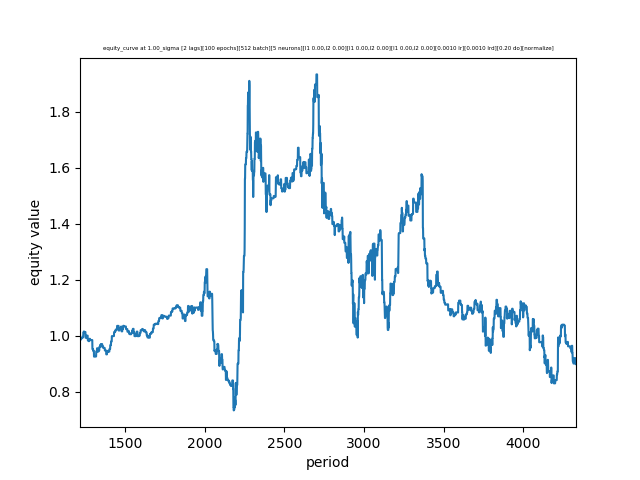 equity_curve at 1.00_sigma [2 lags][100 epochs][512 batch][5 neurons][l1 0.00,l2 0.00][l1 0.00,l2 0.00][l1 0.00,l2 0.00][0.0010 lr][0.0010 lrd][0.20 do][normalize]
1.8
1.6
1.4
1.2
1.0
0.8
equity value
1500 2000 2500 3000 3500 4000
period